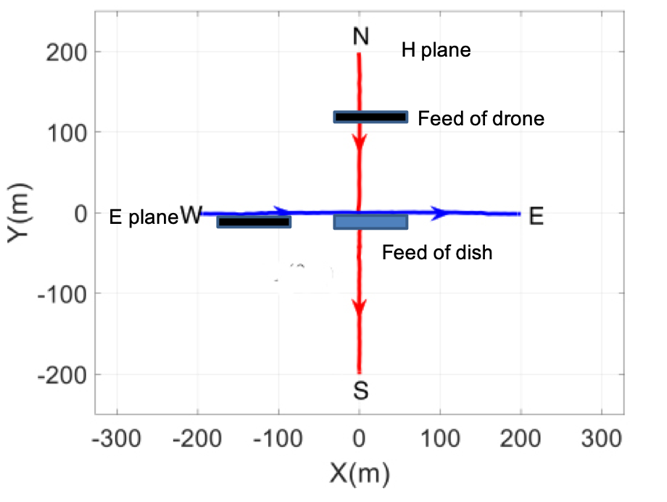 N
H plane
200
Feed of drone
100
Y(m)
E plane W
0
E
Feed of dish
-100
-200
S
-300 -200 -100 0 100 200 300
X(m)